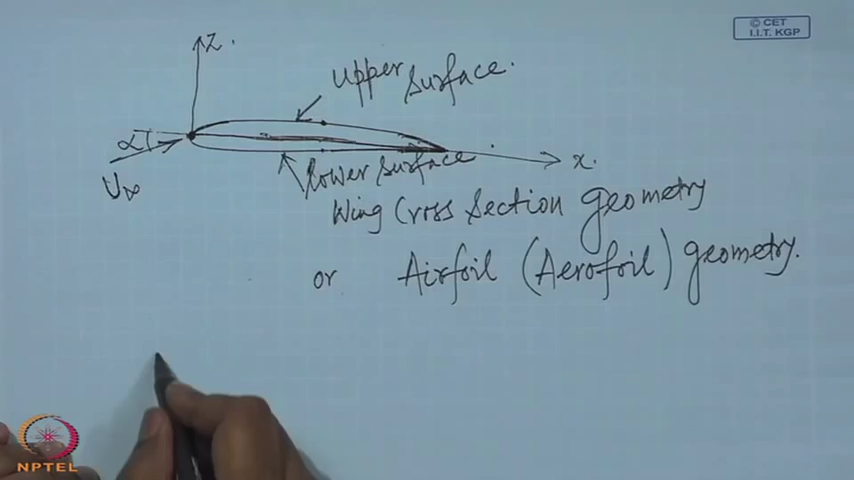 © CET
I.I.T. KGP
Z.
Upper surface.
α
U∞
x.
lower surface.
Wing Cross Section Geometry
or Airfoil (Aerofoil) geometry.
NPTEL